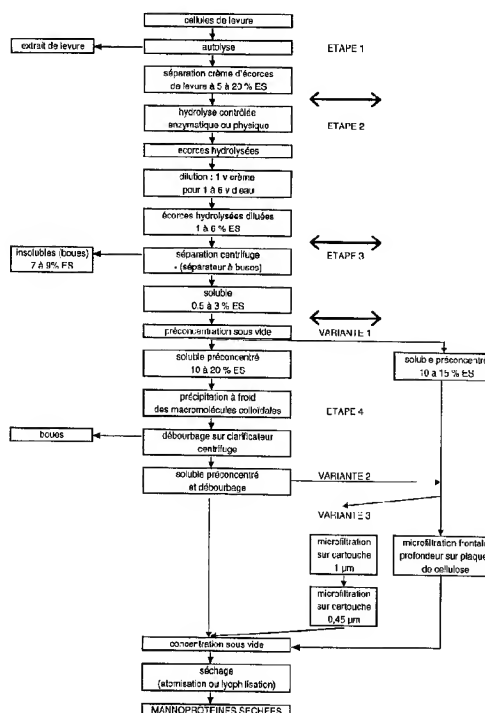 cellules de levure
extrait de levure
autolyse
ETAPE 1
séparation crème d'écorces
de levure à 5 à 20 % ES
hydrolyse contrôlée
enzymatique ou physique
ETAPE 2
ecorces hydrolysées
dilution : 1 v crème
pour 1 à 6 v d'eau
écorces hydrolysées diluées
1 à 6 % ES
insolubles (boues)
7 à 9% ES
séparation centrifuge
(séparateur à buses)
ETAPE 3
soluble
0.5 à 3 % ES
préconcentration sous vide
VARIANTE 1
soluble préconcentré
10 à 20 % ES
soluble préconcentré
10 à 15 % ES
précipitation à froid
des macromolécules colloïdales
ETAPE 4
boues
débourbage sur clarificateur
centrifuge
soluble préconcentré
et débourbage
VARIANTE 2
VARIANTE 3
microfiltration
sur cartouche
1 µm
microfiltration frontale
profondeur sur plaque
de cellulose
microfiltration
sur cartouche
0,45 µm
concentration sous vide
séchage
(atomisation ou lyophilisation)
MANNOPROTEINES SECHEES